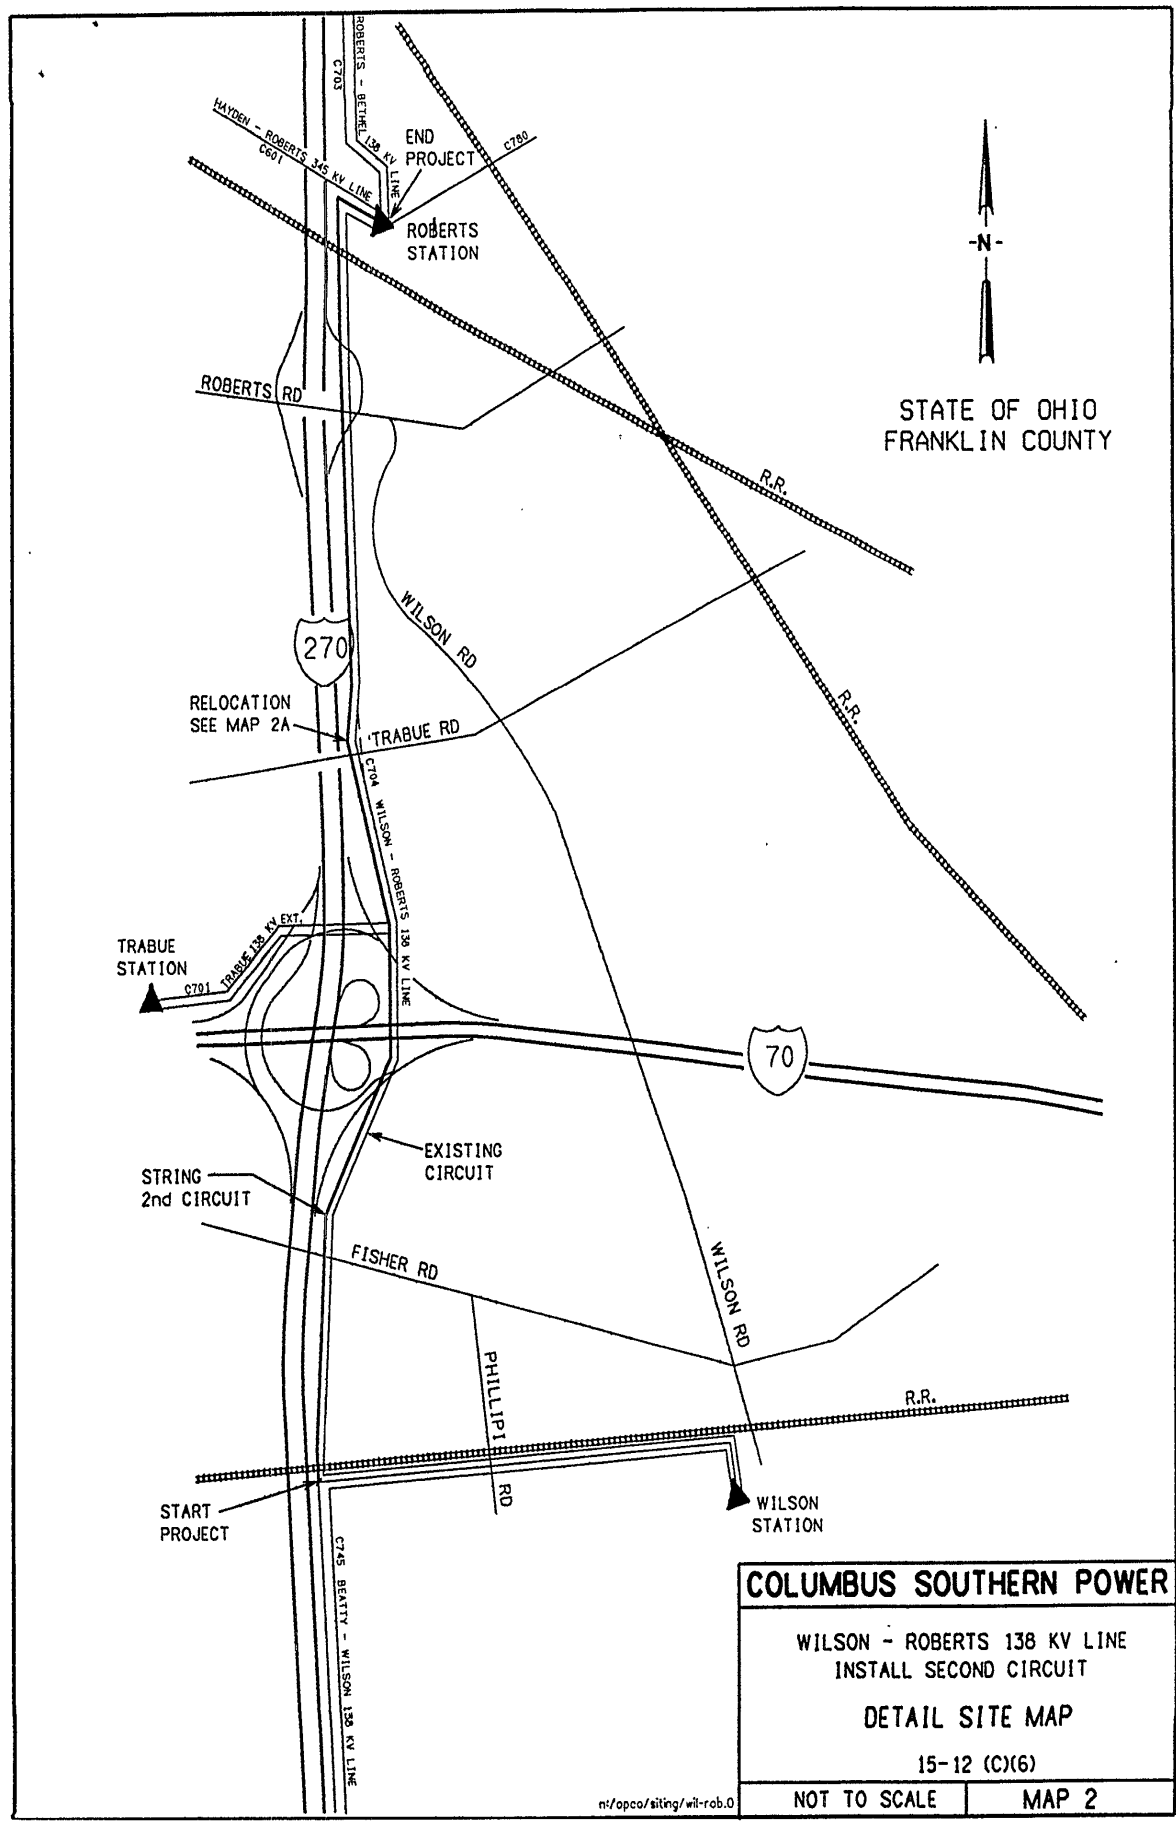 ROBERTS - BETHEL 138 KV LINE
C703
HAYDEN - ROBERTS 345 KV LINE
C601
END
PROJECT
C780
ROBERTS
STATION
-N-
STATE OF OHIO
FRANKLIN COUNTY
ROBERTS RD
R.R.
WILSON RD
270
R.R.
RELOCATION
SEE MAP 2A
TRABUE RD
C704 WILSON - ROBERTS 138 KV LINE
TRABUE
STATION
C701
TRABUE 138 KV EXT.
70
EXISTING
CIRCUIT
STRING
2nd CIRCUIT
FISHER RD
WILSON RD
PHILLIPI RD
R.R.
START
PROJECT
WILSON
STATION
C745 BEATTY - WILSON 138 KV LINE
COLUMBUS SOUTHERN POWER
WILSON - ROBERTS 138 KV LINE
INSTALL SECOND CIRCUIT
DETAIL SITE MAP
15-12 (C)(6)
n:/opco/siting/wil-rob.0
NOT TO SCALE
MAP 2